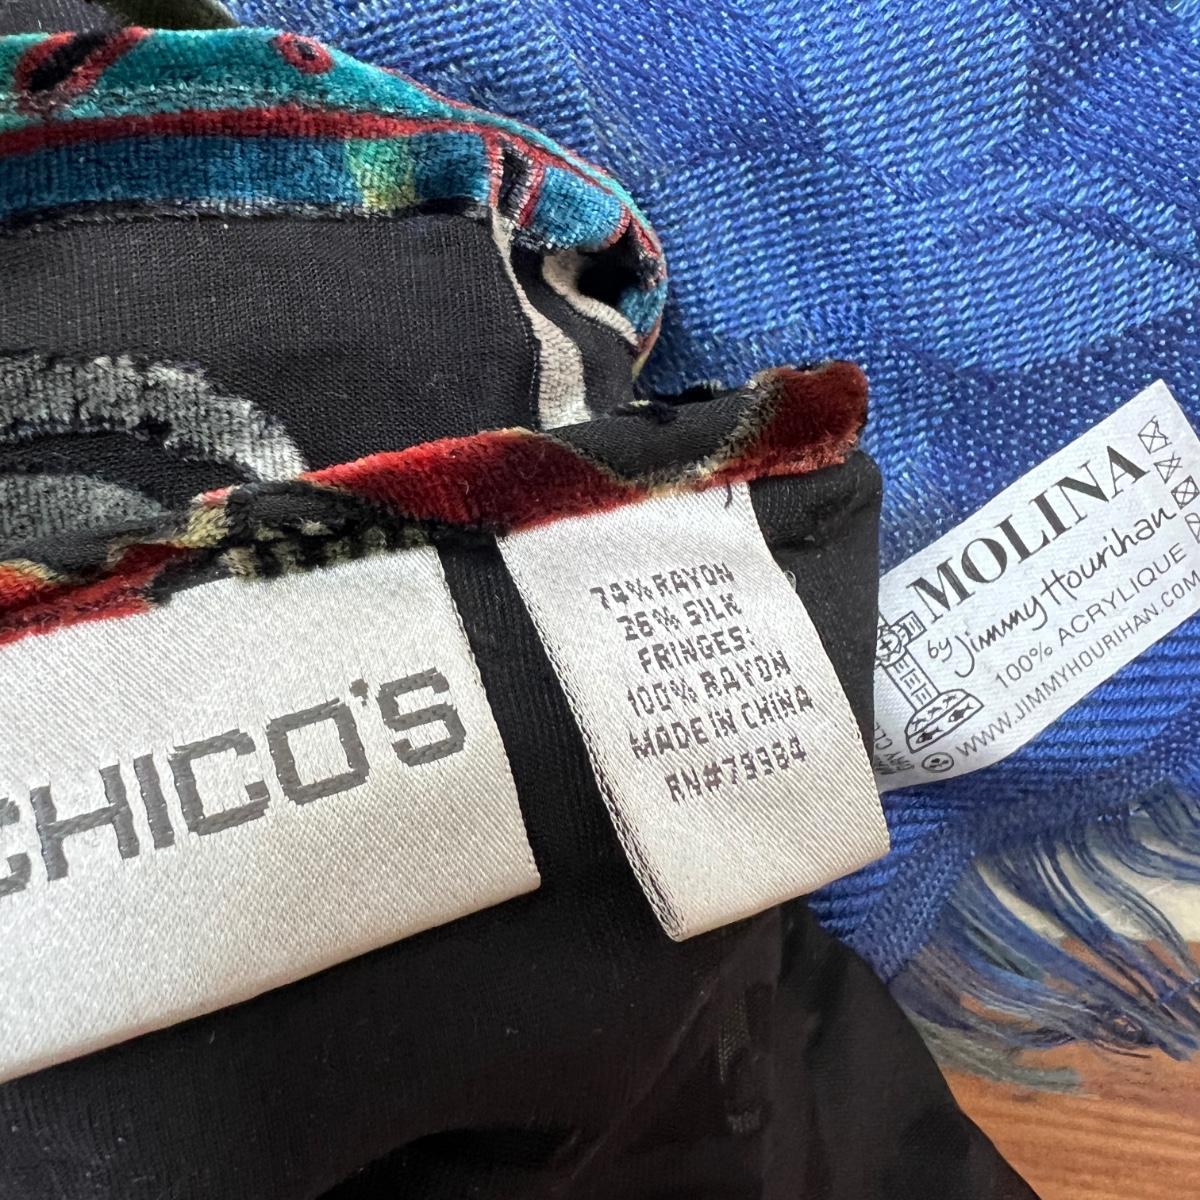 CHICO'S
74% RAYON
26% SILK
FRINGES:
100% RAYON
MADE IN CHINA
RN#79984
MOLINA
by Jimmy Hourihan
100% ACRYLIQUE
WWW.JIMMYHOURIHAN.COM